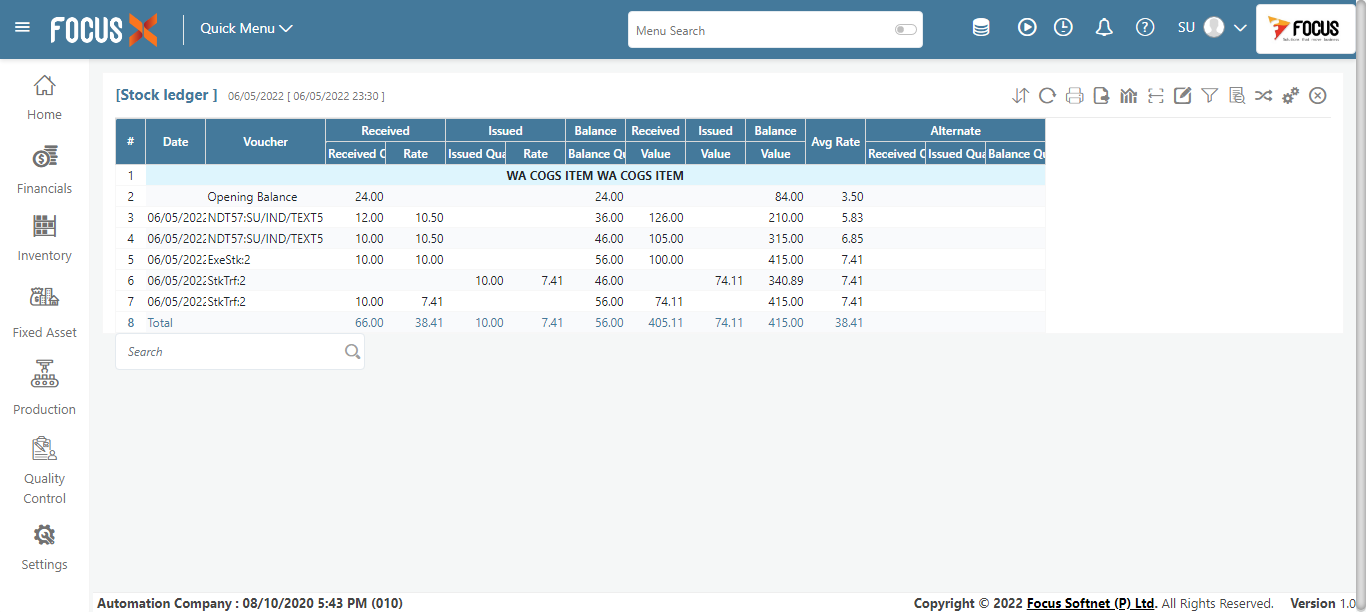 FOCUS X Quick Menu Menu Search SU FOCUS
Home
Financials
Inventory
Fixed Asset
Production
Quality
Control
Settings
[Stock ledger ] 06/05/2022 [ 06/05/2022 23:30 ]
# Date Voucher Received Issued Balance Received Issued Balance Avg Rate Alternate
Received Q Rate Issued Qua Rate Balance Qu Value Value Value Received Q Issued Qua Balance Qu
1 WA COGS ITEM WA COGS ITEM
2 Opening Balance 24.00 24.00 84.00 3.50
3 06/05/2022 NDT57:SU/IND/TEXT5 12.00 10.50 36.00 126.00 210.00 5.83
4 06/05/2022 NDT57:SU/IND/TEXT5 10.00 10.50 46.00 105.00 315.00 6.85
5 06/05/2022 ExeStk:2 10.00 10.00 56.00 100.00 415.00 7.41
6 06/05/2022 StkTrf:2 10.00 7.41 46.00 74.11 340.89 7.41
7 06/05/2022 StkTrf:2 10.00 7.41 56.00 74.11 415.00 7.41
8 Total 66.00 38.41 10.00 7.41 56.00 405.11 74.11 415.00 38.41
Search
Automation Company : 08/10/2020 5:43 PM (010) Copyright © 2022 Focus Softnet (P) Ltd. All Rights Reserved. Version 1.0